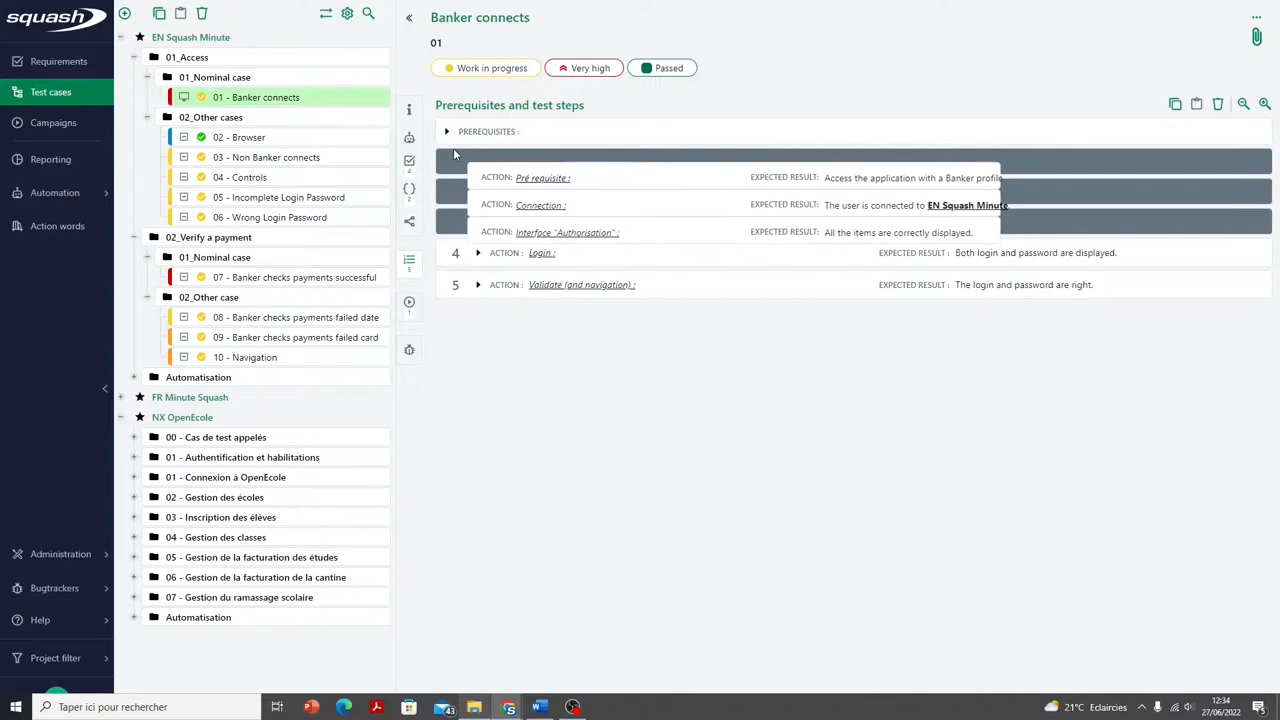 squash
Requirements
Test cases
Campaigns
Reporting
Automation
Action words
Administration
Bugtrackers
Help
Project filter
EN Squash Minute
01_Access
01_Nominal case
01 - Banker connects
02_Other cases
02 - Browser
03 - Non Banker connects
04 - Controls
05 - Incomplete Login Password
06 - Wrong Login Password
02_Verify a payment
01_Nominal case
07 - Banker checks payments successful
02_Other case
08 - Banker checks payments failed date
09 - Banker checks payments failed card
10 - Navigation
Automatisation
FR Minute Squash
NX OpenEcole
00 - Cas de test appelés
01 - Authentification et habilitations
01 - Connexion à OpenEcole
02 - Gestion des écoles
03 - Inscription des élèves
04 - Gestion des classes
05 - Gestion de la facturation des études
06 - Gestion de la facturation de la cantine
07 - Gestion du ramassage scolaire
Automatisation
4
2
5
1
Banker connects
01
Work in progress Very high Passed
Prerequisites and test steps
PREREQUISITES :
ACTION: Pré requisite : EXPECTED RESULT: Access the application with a Banker profile
ACTION: Connection : EXPECTED RESULT: The user is connected to EN Squash Minute.
ACTION: Interface "Authorisation" : EXPECTED RESULT: All the items are correctly displayed.
4 ACTION : Login : EXPECTED RESULT : Both login and password are displayed.
5 ACTION : Validate (and navigation) : EXPECTED RESULT : The login and password are right.
Taper ici pour rechercher
43
21°C Eclaircies
12:34
27/06/2022